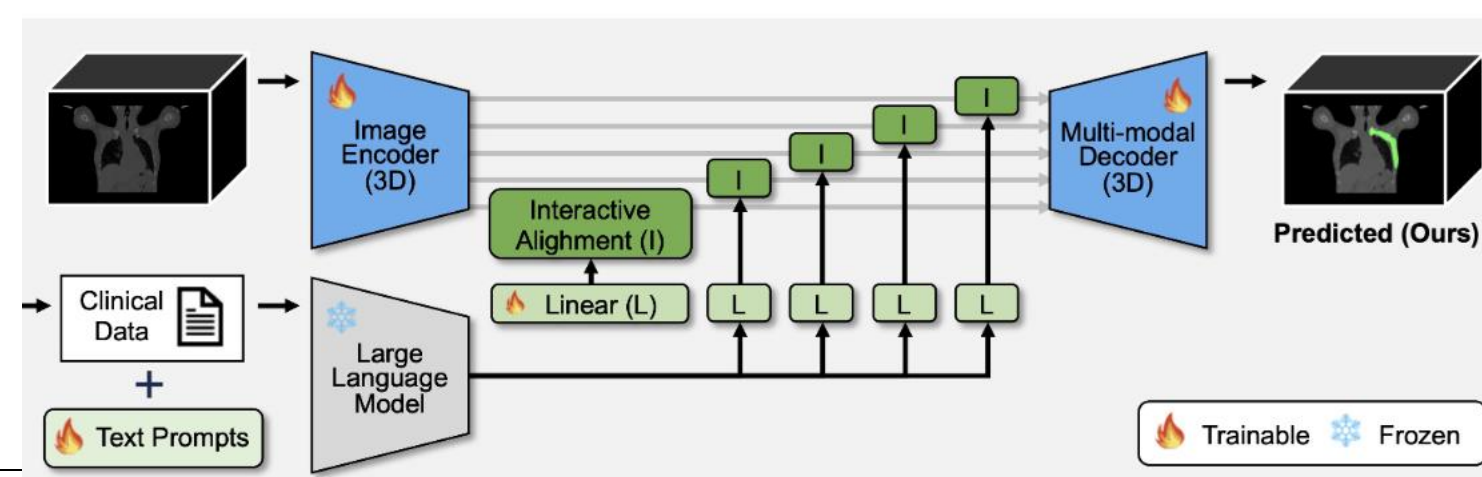 Image
Encoder
(3D)
I
I
I
I
Interactive
Alighment (I)
Multi-modal
Decoder
(3D)
Predicted (Ours)
Clinical
Data
+
Text Prompts
Large
Language
Model
Linear (L)
L
L
L
L
Trainable
Frozen